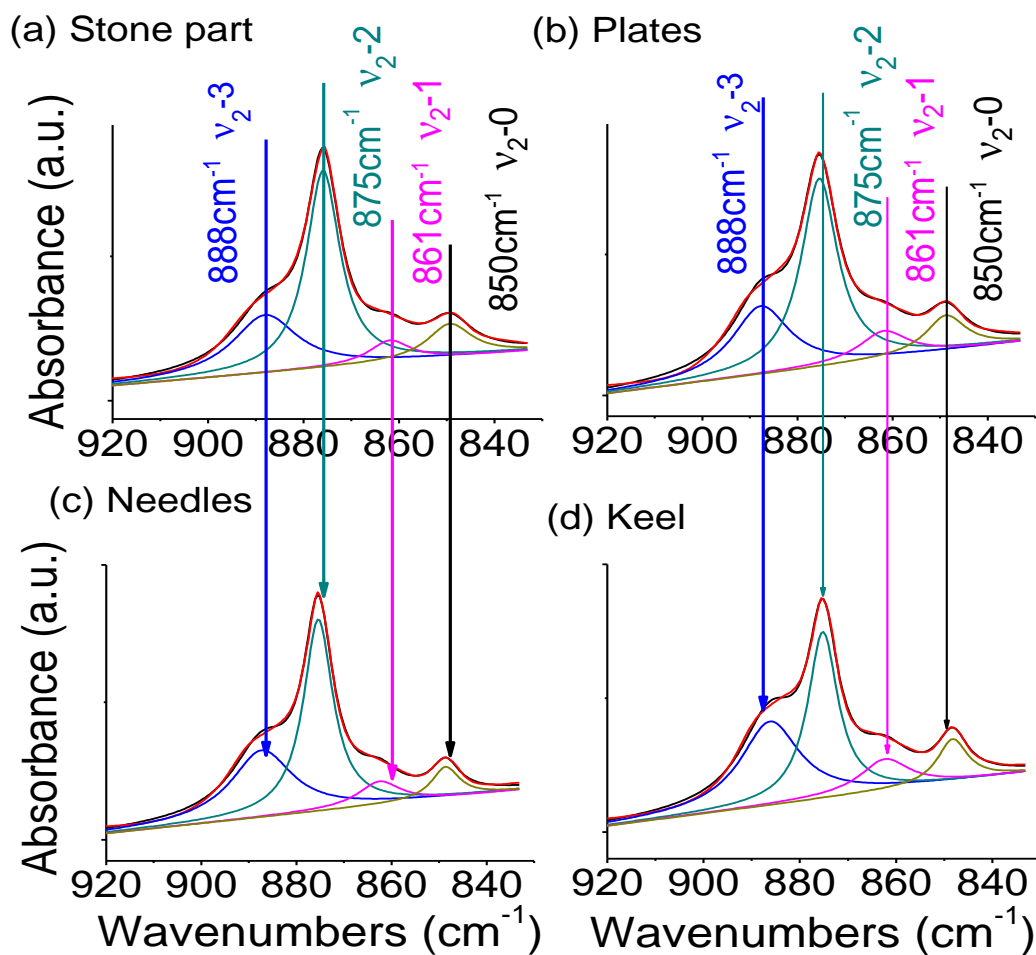 (a) Stone part
(b) Plates
Absorbance (a.u.)
888cm⁻¹ ν₂-3
875cm⁻¹ ν₂-2
861cm⁻¹ ν₂-1
850cm⁻¹ ν₂-0
888cm⁻¹ ν₂-3
875cm⁻¹ ν₂-2
861cm⁻¹ ν₂-1
850cm⁻¹ ν₂-0
920 900 880 860 840
920 900 880 860 840
(c) Needles
(d) Keel
Absorbance (a.u.)
920 900 880 860 840
920 900 880 860 840
Wavenumbers (cm⁻¹)
Wavenumbers (cm⁻¹)